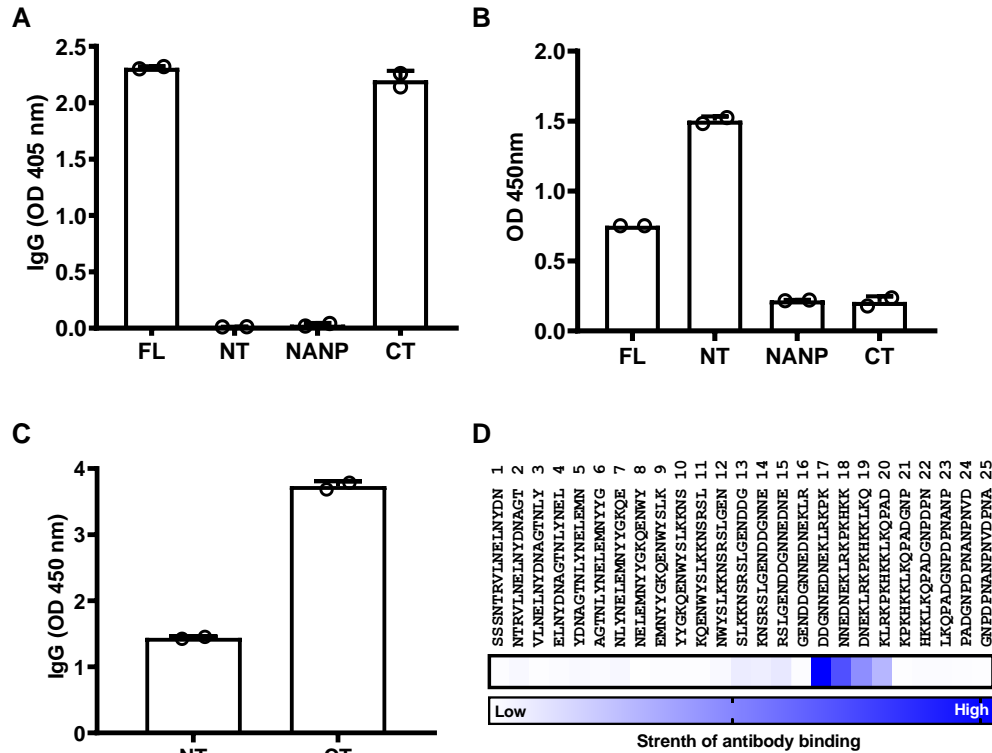 A
IgG (OD 405 nm)
2.5
2.0
1.5
1.0
0.5
0.0
FL NT NANP CT
B
OD 450nm
2.0
1.5
1.0
0.5
0.0
FL NT NANP CT
C
IgG (OD 450 nm)
4
3
2
1
0
NT CT
D
SSSNTRVLNELNYDN 1
NTRVLNELNYDNAGT 2
VLNELNYDNAGTNLY 3
ELNYDNAGTNLYNEL 4
YDNAGTNLYNELEMN 5
AGTNLYNELEMNYYG 6
NLYNELEMNYYGKQE 7
NELEMNYYGKQENWY 8
EMNYYGKQENWYSLK 9
YYGKQENWYSLKKNS 10
KQENWYSLKKNSRSL 11
NWYSLKKNSRSLGEN 12
SLKKNSRSLGENDDG 13
KNSRSLGENDDGNNE 14
RSLGENDDGNNEDNE 15
GENDDGNNEDNEKLR 16
DDGNNEDNEKLRKPK 17
NNEDNEKLRKPKHKK 18
DNEKLRKPKHKKLKQ 19
KLRKPKHKKLKQPAD 20
KPKHKKLKQPADGNP 21
HKKLKQPADGNPDPN 22
LKQPADGNPDPNANP 23
PADGNPDPNANPNVD 24
GNPDPNANPNVDPNA 25
Low High
Strenth of antibody binding